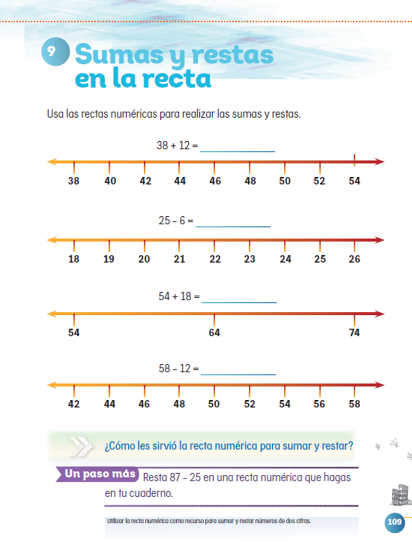 9
Sumas y restas
en la recta
Usa las rectas numéricas para realizar las sumas y restas.
38 + 12 = ____________
38 40 42 44 46 48 50 52 54
25 – 6 = ____________
18 19 20 21 22 23 24 25 26
54 + 18 = ____________
54 64 74
58 – 12 = ____________
42 44 46 48 50 52 54 56 58
¿Cómo les sirvió la recta numérica para sumar y restar?
Un paso más Resta 87 – 25 en una recta numérica que hagas
en tu cuaderno.
Utilizar la recta numérica como recurso para sumar y restar números de dos cifras.
109